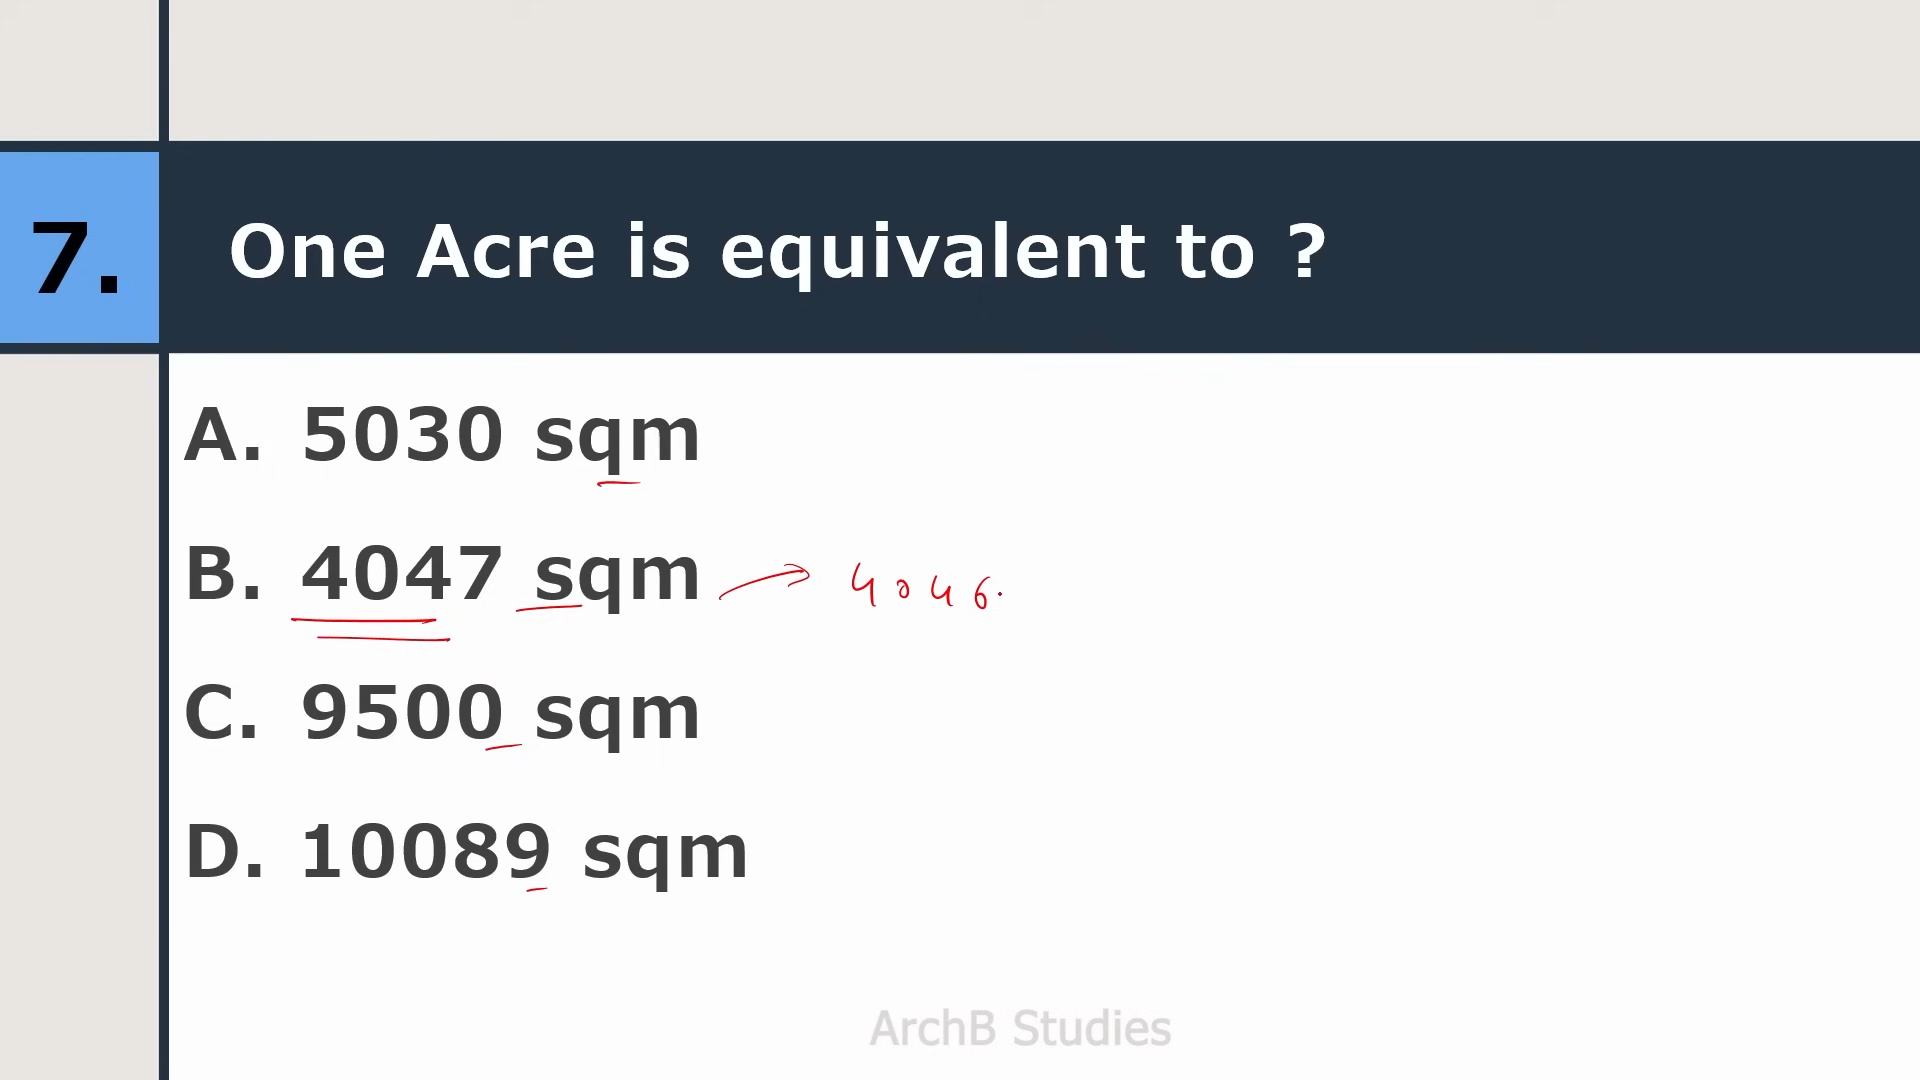 7.
One Acre is equivalent to ?
A. 5030 sqm
B. 4047 sqm → 4046.
C. 9500 sqm
D. 10089 sqm
ArchB Studies